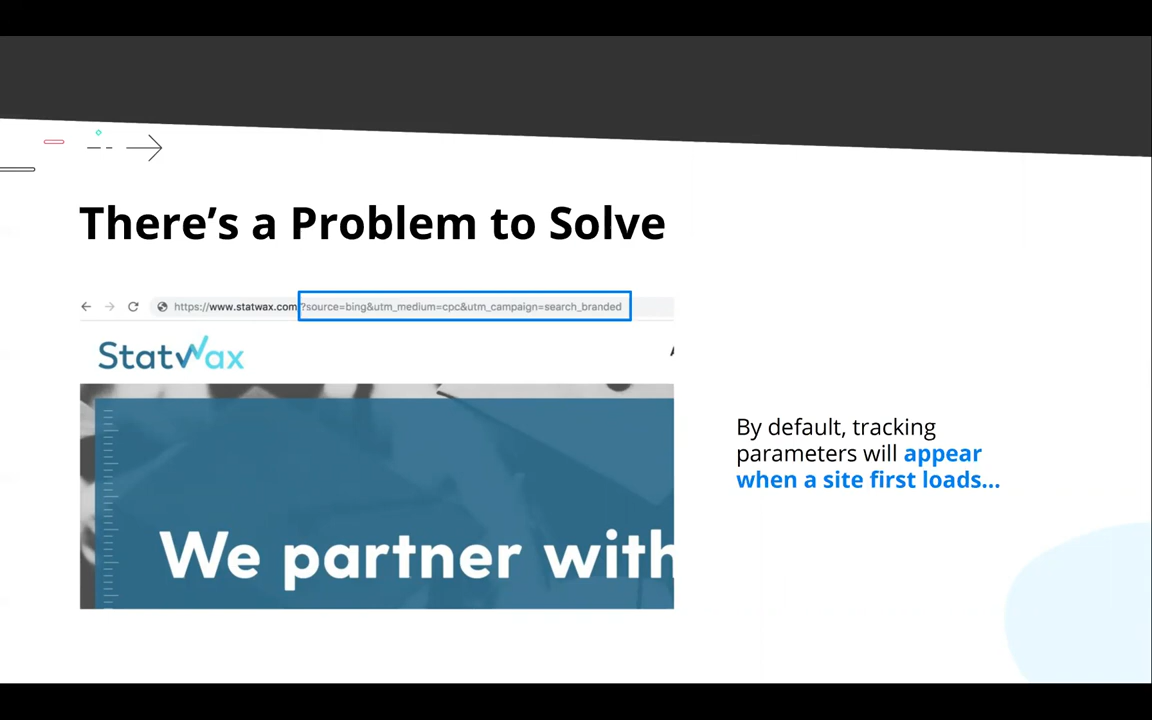 There’s a Problem to Solve
https://www.statwax.com/?source=bing&utm_medium=cpc&utm_campaign=search_branded
StatWax
We partner with
By default, tracking
parameters will appear
when a site first loads...